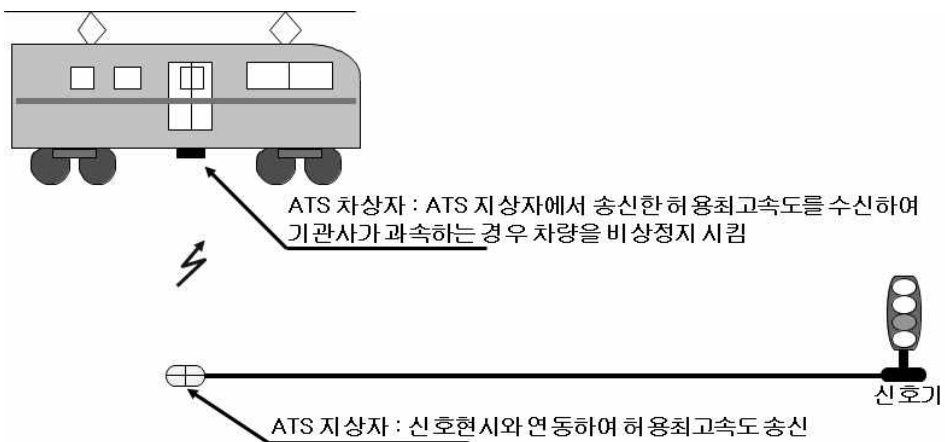 ATS 차상자 : ATS 지상자에서 송신한 허용최고속도를 수신하여
기관사가 과속하는 경우 차량을 비상정지 시킴
신호기
ATS 지상자 : 신호현시와 연동하여 허용최고속도 송신